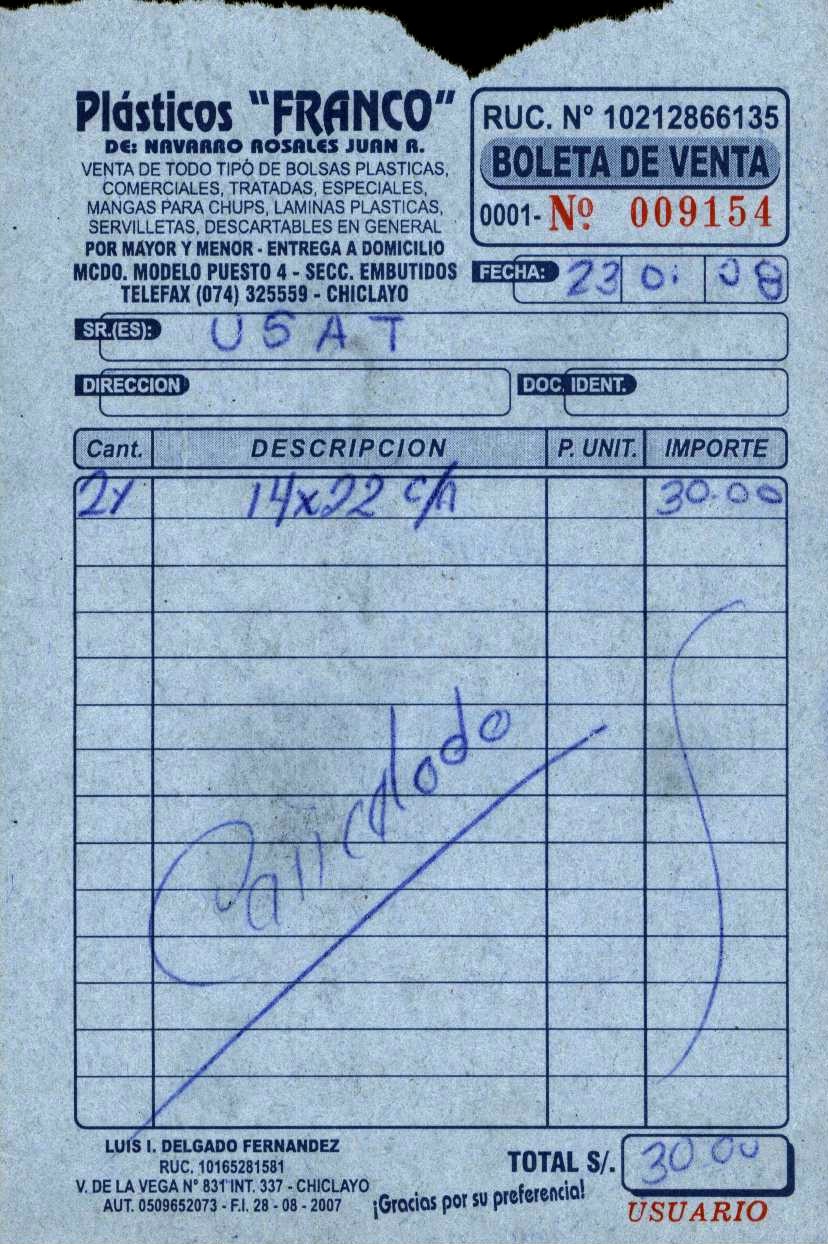 Plásticos "FRANCO"
DE: NAVARRO ROSALES JUAN R.
VENTA DE TODO TIPÓ DE BOLSAS PLASTICAS,
COMERCIALES, TRATADAS, ESPECIALES,
MANGAS PARA CHUPS, LAMINAS PLASTICAS,
SERVILLETAS, DESCARTABLES EN GENERAL
POR MAYOR Y MENOR - ENTREGA A DOMICILIO
MCDO. MODELO PUESTO 4 - SECC. EMBUTIDOS
TELEFAX (074) 325559 - CHICLAYO
RUC. N° 10212866135
BOLETA DE VENTA
0001- Nº 009154
FECHA: 23 01 08
SR.(ES): USAT
DIRECCION DOC. IDENT.
Cant. DESCRIPCION P. UNIT. IMPORTE
14x22 c/A 30.00
Cancelado
LUIS I. DELGADO FERNANDEZ
RUC. 10165281581
V. DE LA VEGA N° 831 INT. 337 - CHICLAYO
AUT. 0509652073 - F.I. 28 - 08 - 2007
¡Gracias por su preferencia!
TOTAL S/. 30 00
USUARIO